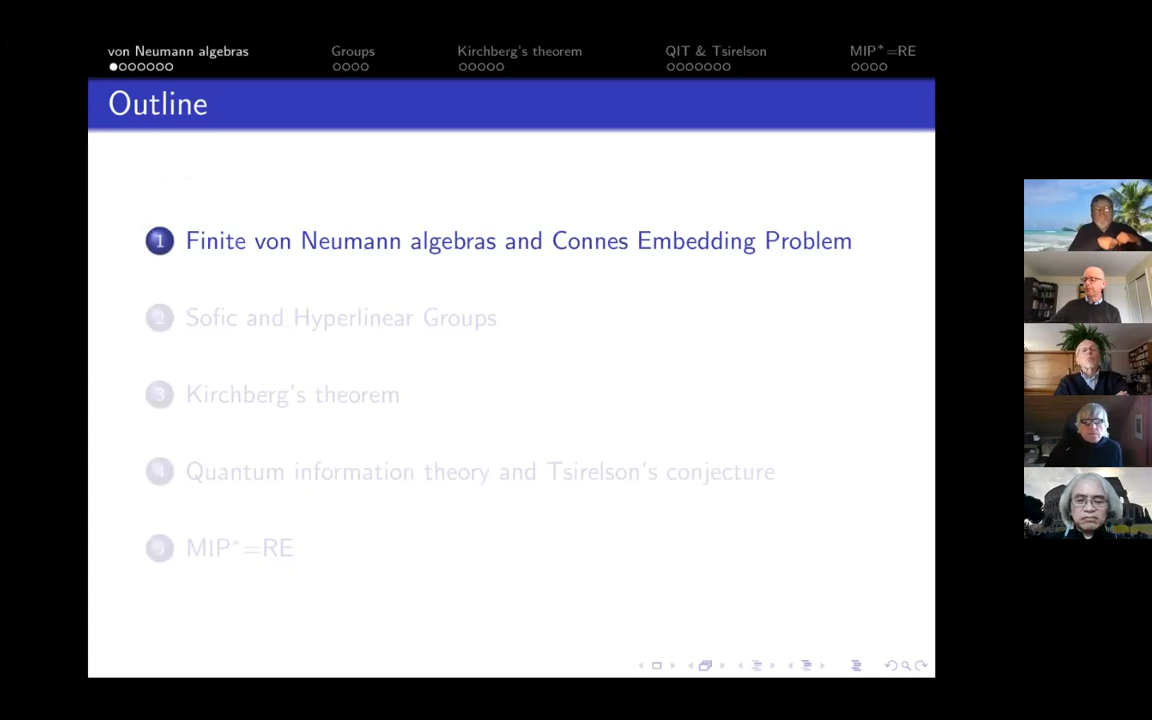 von Neumann algebras Groups Kirchberg's theorem QIT & Tsirelson MIP*=RE
Outline
1 Finite von Neumann algebras and Connes Embedding Problem
2 Sofic and Hyperlinear Groups
3 Kirchberg's theorem
4 Quantum information theory and Tsirelson's conjecture
5 MIP*=RE